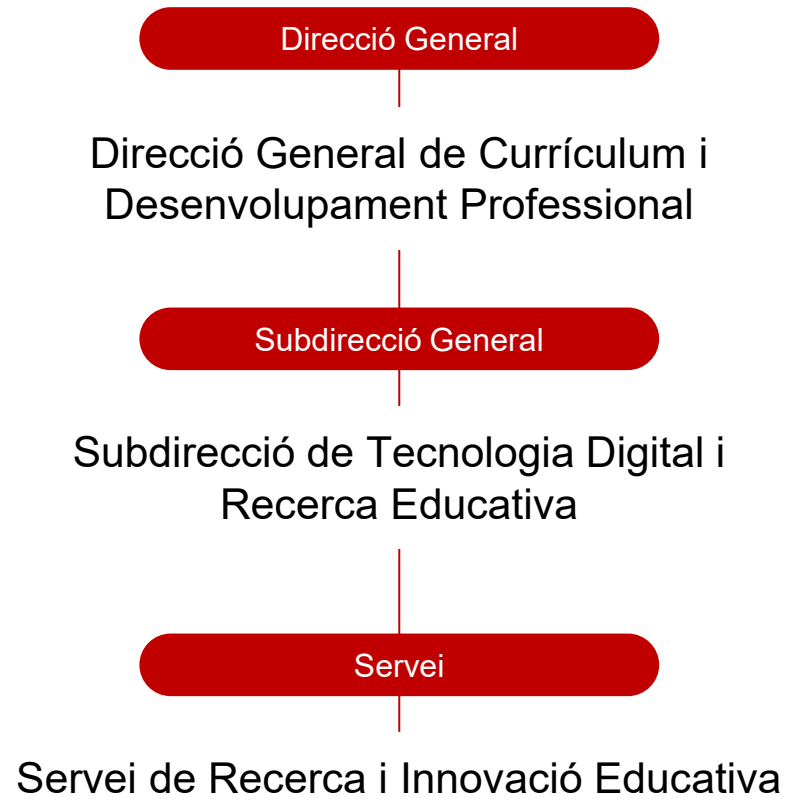 Direcció General
Direcció General de Currículum i
Desenvolupament Professional
Subdirecció General
Subdirecció de Tecnologia Digital i
Recerca Educativa
Servei
Servei de Recerca i Innovació Educativa